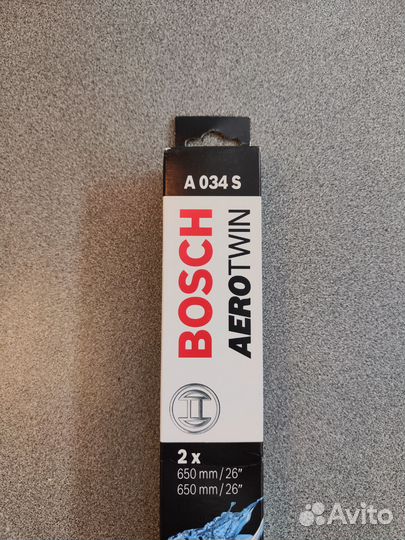 A 034 S
BOSCH
AEROTWIN
2 x
650 mm / 26"
650 mm / 26"
Avito